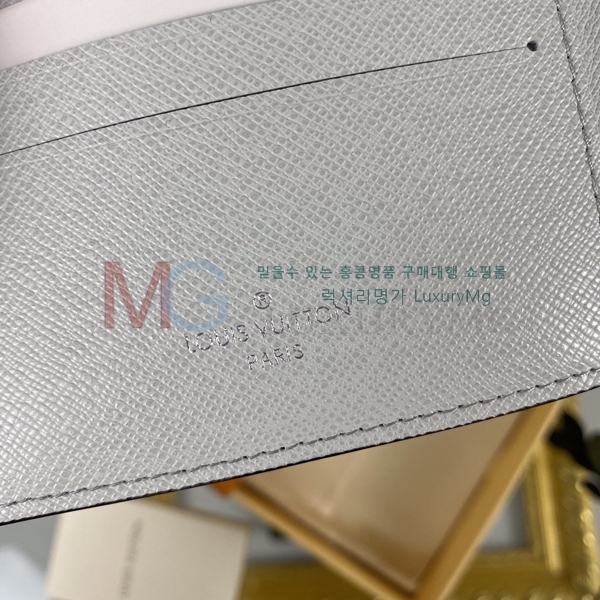 MG
믿을수 있는 홍콩명품 구매대행 쇼핑몰
럭셔리명가 LuxuryMg
®
LOUIS VUITTON
PARIS